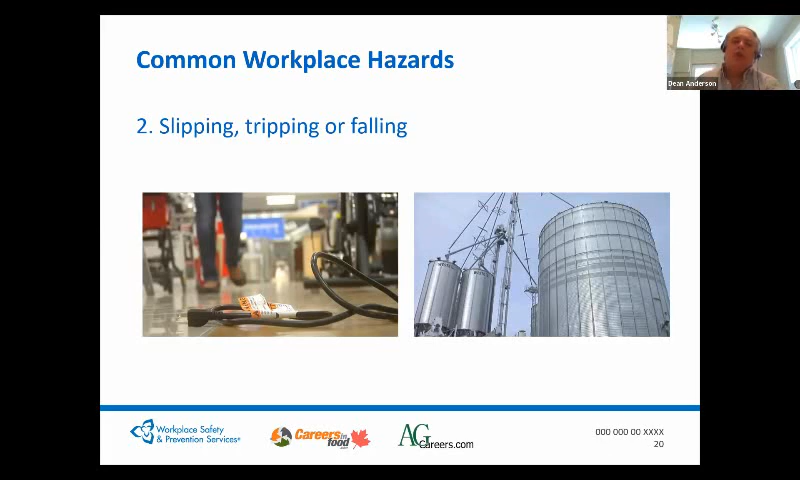 Common Workplace Hazards
Dean Anderson
2. Slipping, tripping or falling
Workplace Safety
& Prevention Services
Careers in
food
AGCareers.com
000 000 00 XXXX
20